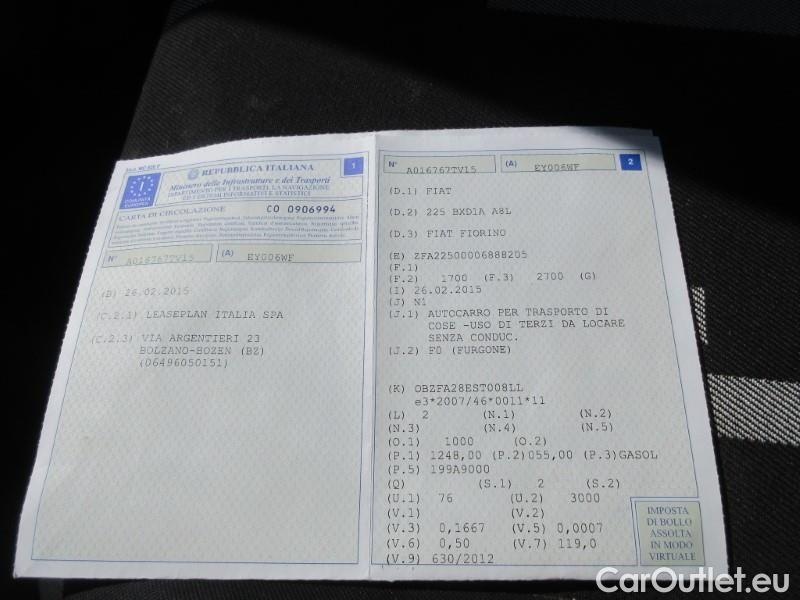 REPUBBLICA ITALIANA
1
Ministero delle Infrastrutture e dei Trasporti
DIPARTIMENTO PER I TRASPORTI, LA NAVIGAZIONE
ED I SISTEMI INFORMATIVI E STATISTICI
I
COMUNITÀ
EUROPEA
CARTA DI CIRCOLAZIONE CO 0906994
N° A016767TV15 (A) EY006WF
(B) 26.02.2015
(C.2.1) LEASEPLAN ITALIA SPA
(C.2.3) VIA ARGENTIERI 23
BOLZANO-BOZEN (BZ)
(06496050151)
N° A016767TV15 (A) EY006WF 2
(D.1) FIAT
(D.2) 225 BXD1A A8L
(D.3) FIAT FIORINO
(E) ZFA22500006888205
(F.1)
(F.2) 1700 (F.3) 2700 (G)
(I) 26.02.2015
(J) N1
(J.1) AUTOCARRO PER TRASPORTO DI
COSE -USO DI TERZI DA LOCARE
SENZA CONDUC.
(J.2) F0 (FURGONE)
(K) OBZFA28EST008LL
e3*2007/46*0011*11
(L) 2 (N.1) (N.2)
(N.3) (N.4) (N.5)
(O.1) 1000 (O.2)
(P.1) 1248,00 (P.2)055,00 (P.3)GASOL
(P.5) 199A9000
(Q) (S.1) 2 (S.2)
(U.1) 76 (U.2) 3000
(V.1) (V.2)
(V.3) 0,1667 (V.5) 0,0007
(V.6) 0,50 (V.7) 119,0
(V.9) 630/2012
IMPOSTA
DI BOLLO
ASSOLTA
IN MODO
VIRTUALE
CarOutlet.eu